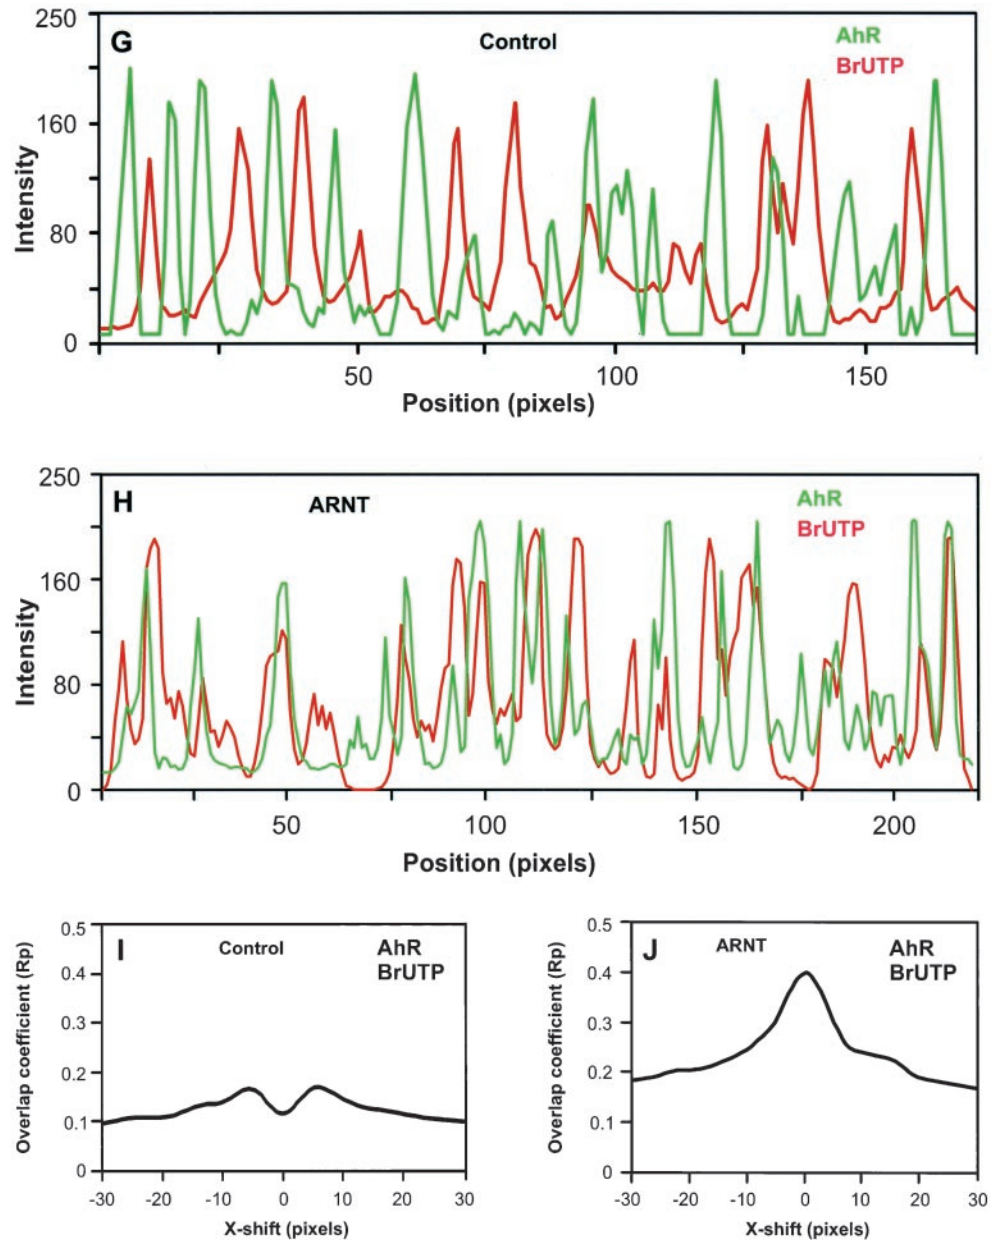 G
Control
AhR
BrUTP
250
160
80
0
Intensity
50
100
150
Position (pixels)
H
ARNT
AhR
BrUTP
250
160
80
0
Intensity
50
100
150
200
Position (pixels)
I
Control
AhR
BrUTP
0.5
0.4
0.3
0.2
0.1
0
Overlap coefficient (Rp)
-30
-20
-10
0
10
20
30
X-shift (pixels)
J
ARNT
AhR
BrUTP
0.5
0.4
0.3
0.2
0.1
0
Overlap coefficient (Rp)
-30
-20
-10
0
10
20
30
X-shift (pixels)